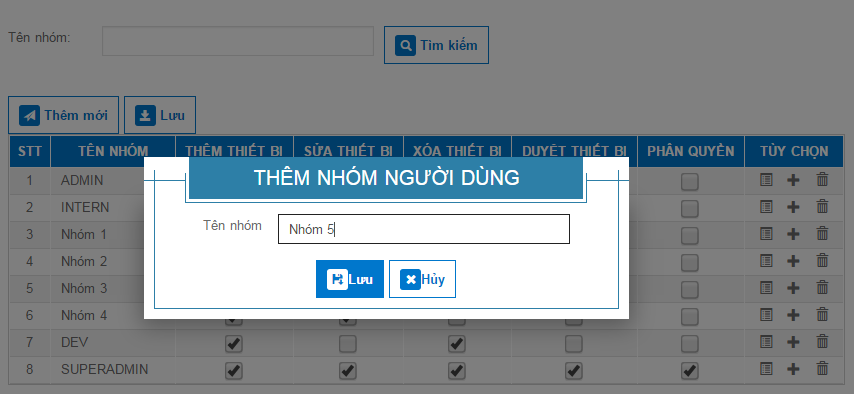 Tên nhóm:
Tìm kiếm
Thêm mới Lưu
STT TÊN NHÓM THÊM THIẾT BỊ SỬA THIẾT BỊ XÓA THIẾT BỊ DUYỆT THIẾT BỊ PHÂN QUYỀN TÙY CHỌN
THÊM NHÓM NGƯỜI DÙNG
Tên nhóm Nhóm 5
Lưu Hủy
1 ADMIN
2 INTERN
3 Nhóm 1
4 Nhóm 2
5 Nhóm 3
6 Nhóm 4
7 DEV
8 SUPERADMIN